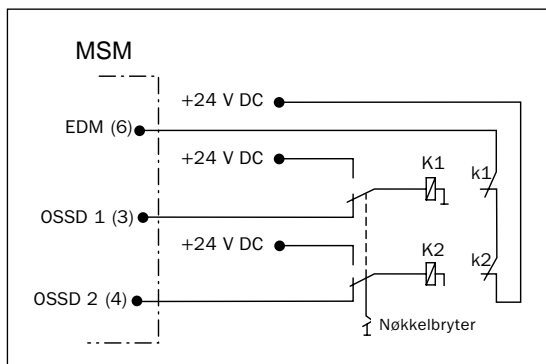 MSM
+24 V DC
EDM (6)
+24 V DC
K1
k1
OSSD 1 (3)
+24 V DC
K2
k2
OSSD 2 (4)
Nøkkelbryter